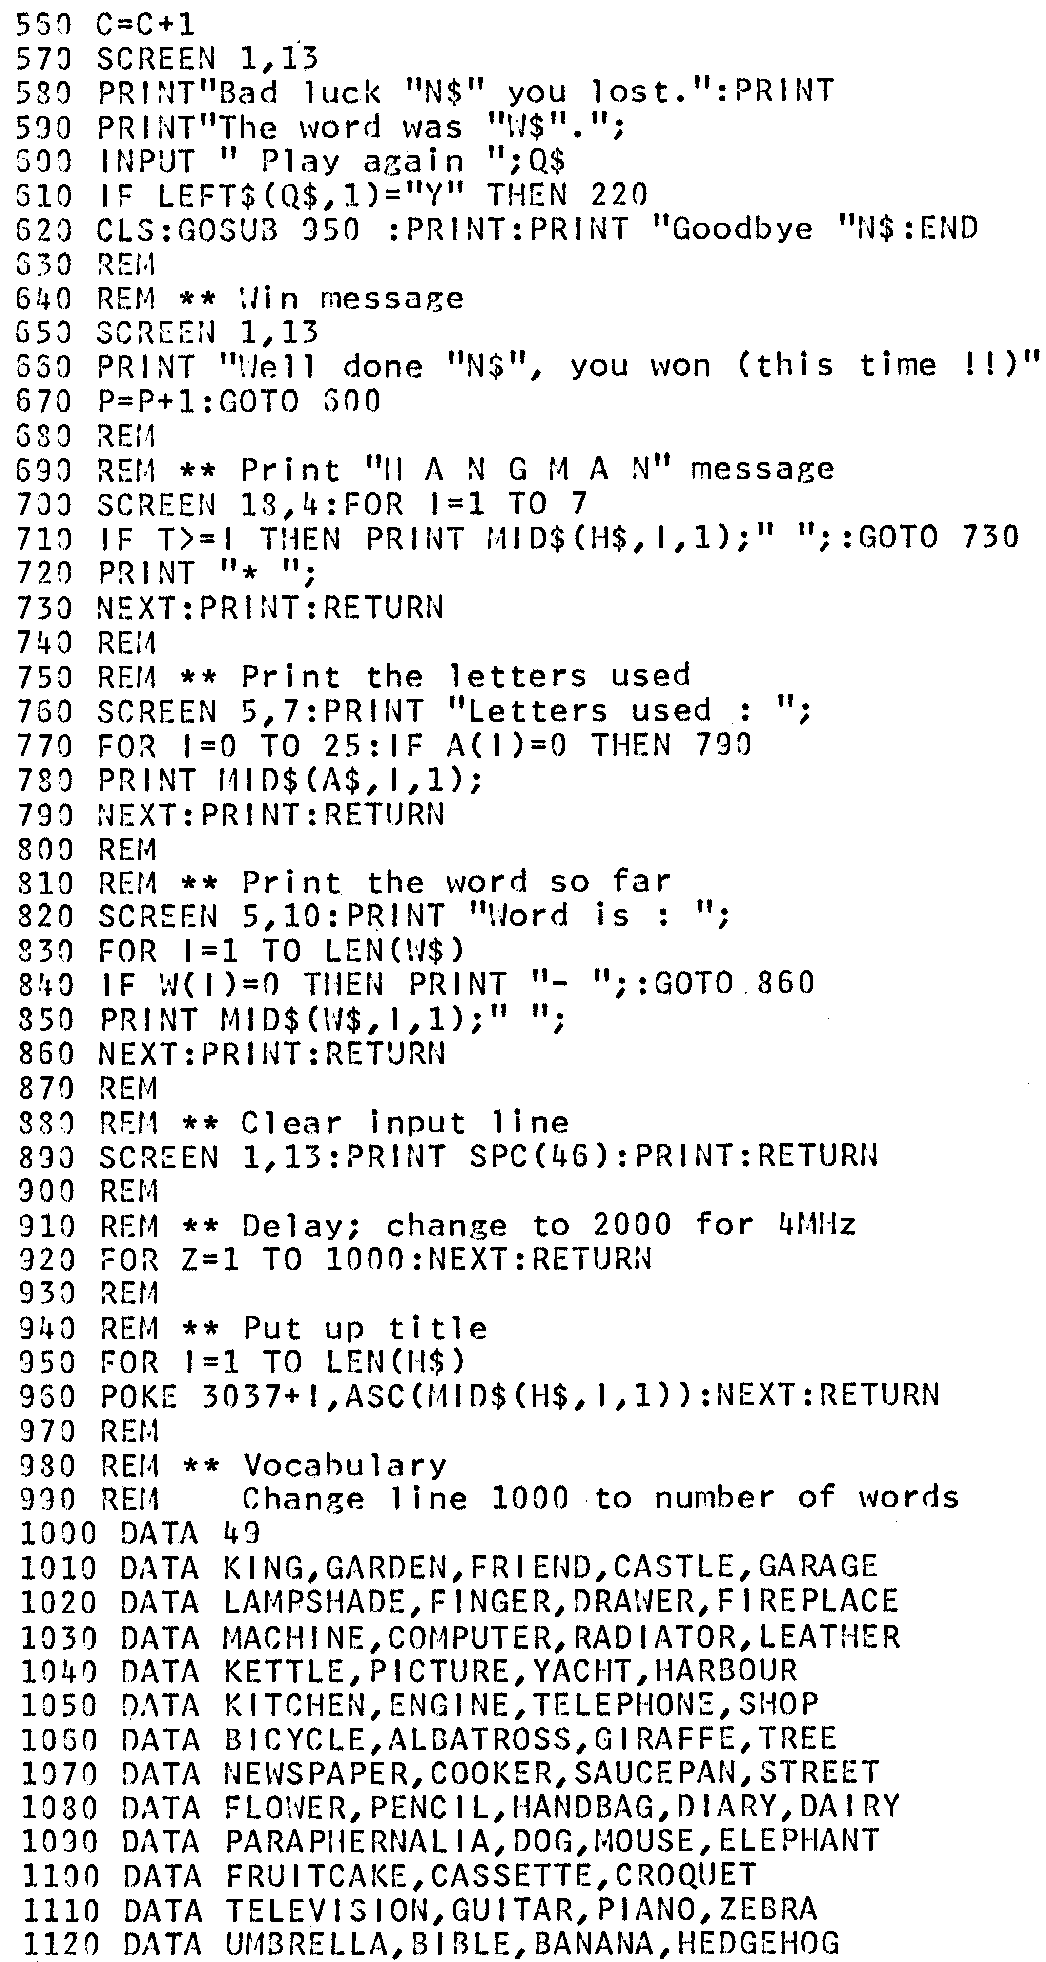 560 C=C+1
570 SCREEN 1,13
580 PRINT"Bad luck "N$" you lost.":PRINT
590 PRINT"The word was "W$".";
600 INPUT " Play again ";Q$
610 IF LEFT$(Q$,1)="Y" THEN 220
620 CLS:GOSUB 950 :PRINT:PRINT "Goodbye "N$:END
630 REM
640 REM ** Win message
650 SCREEN 1,13
660 PRINT "Well done "N$", you won (this time !!)"
670 P=P+1:GOTO 600
680 REM
690 REM ** Print "H A N G M A N" message
700 SCREEN 18,4:FOR I=1 TO 7
710 IF T>=I THEN PRINT MID$(H$,I,1);" ";:GOTO 730
720 PRINT "* ";
730 NEXT:PRINT:RETURN
740 REM
750 REM ** Print the letters used
760 SCREEN 5,7:PRINT "Letters used : ";
770 FOR I=0 TO 25:IF A(I)=0 THEN 790
780 PRINT MID$(A$,I,1);
790 NEXT:PRINT:RETURN
800 REM
810 REM ** Print the word so far
820 SCREEN 5,10:PRINT "Word is : ";
830 FOR I=1 TO LEN(W$)
840 IF W(I)=0 THEN PRINT "- ";:GOTO 860
850 PRINT MID$(W$,I,1);" ";
860 NEXT:PRINT:RETURN
870 REM
880 REM ** Clear input line
890 SCREEN 1,13:PRINT SPC(46):PRINT:RETURN
900 REM
910 REM ** Delay; change to 2000 for 4MHz
920 FOR Z=1 TO 1000:NEXT:RETURN
930 REM
940 REM ** Put up title
950 FOR I=1 TO LEN(H$)
960 POKE 3037+I,ASC(MID$(H$,I,1)):NEXT:RETURN
970 REM
980 REM ** Vocabulary
990 REM    Change line 1000 to number of words
1000 DATA 49
1010 DATA KING,GARDEN,FRIEND,CASTLE,GARAGE
1020 DATA LAMPSHADE,FINGER,DRAWER,FIREPLACE
1030 DATA MACHINE,COMPUTER,RADIATOR,LEATHER
1040 DATA KETTLE,PICTURE,YACHT,HARBOUR
1050 DATA KITCHEN,ENGINE,TELEPHONE,SHOP
1060 DATA BICYCLE,ALBATROSS,GIRAFFE,TREE
1070 DATA NEWSPAPER,COOKER,SAUCEPAN,STREET
1080 DATA FLOWER,PENCIL,HANDBAG,DIARY,DAIRY
1090 DATA PARAPHERNALIA,DOG,MOUSE,ELEPHANT
1100 DATA FRUITCAKE,CASSETTE,CROQUET
1110 DATA TELEVISION,GUITAR,PIANO,ZEBRA
1120 DATA UMBRELLA,BIBLE,BANANA,HEDGEHOG